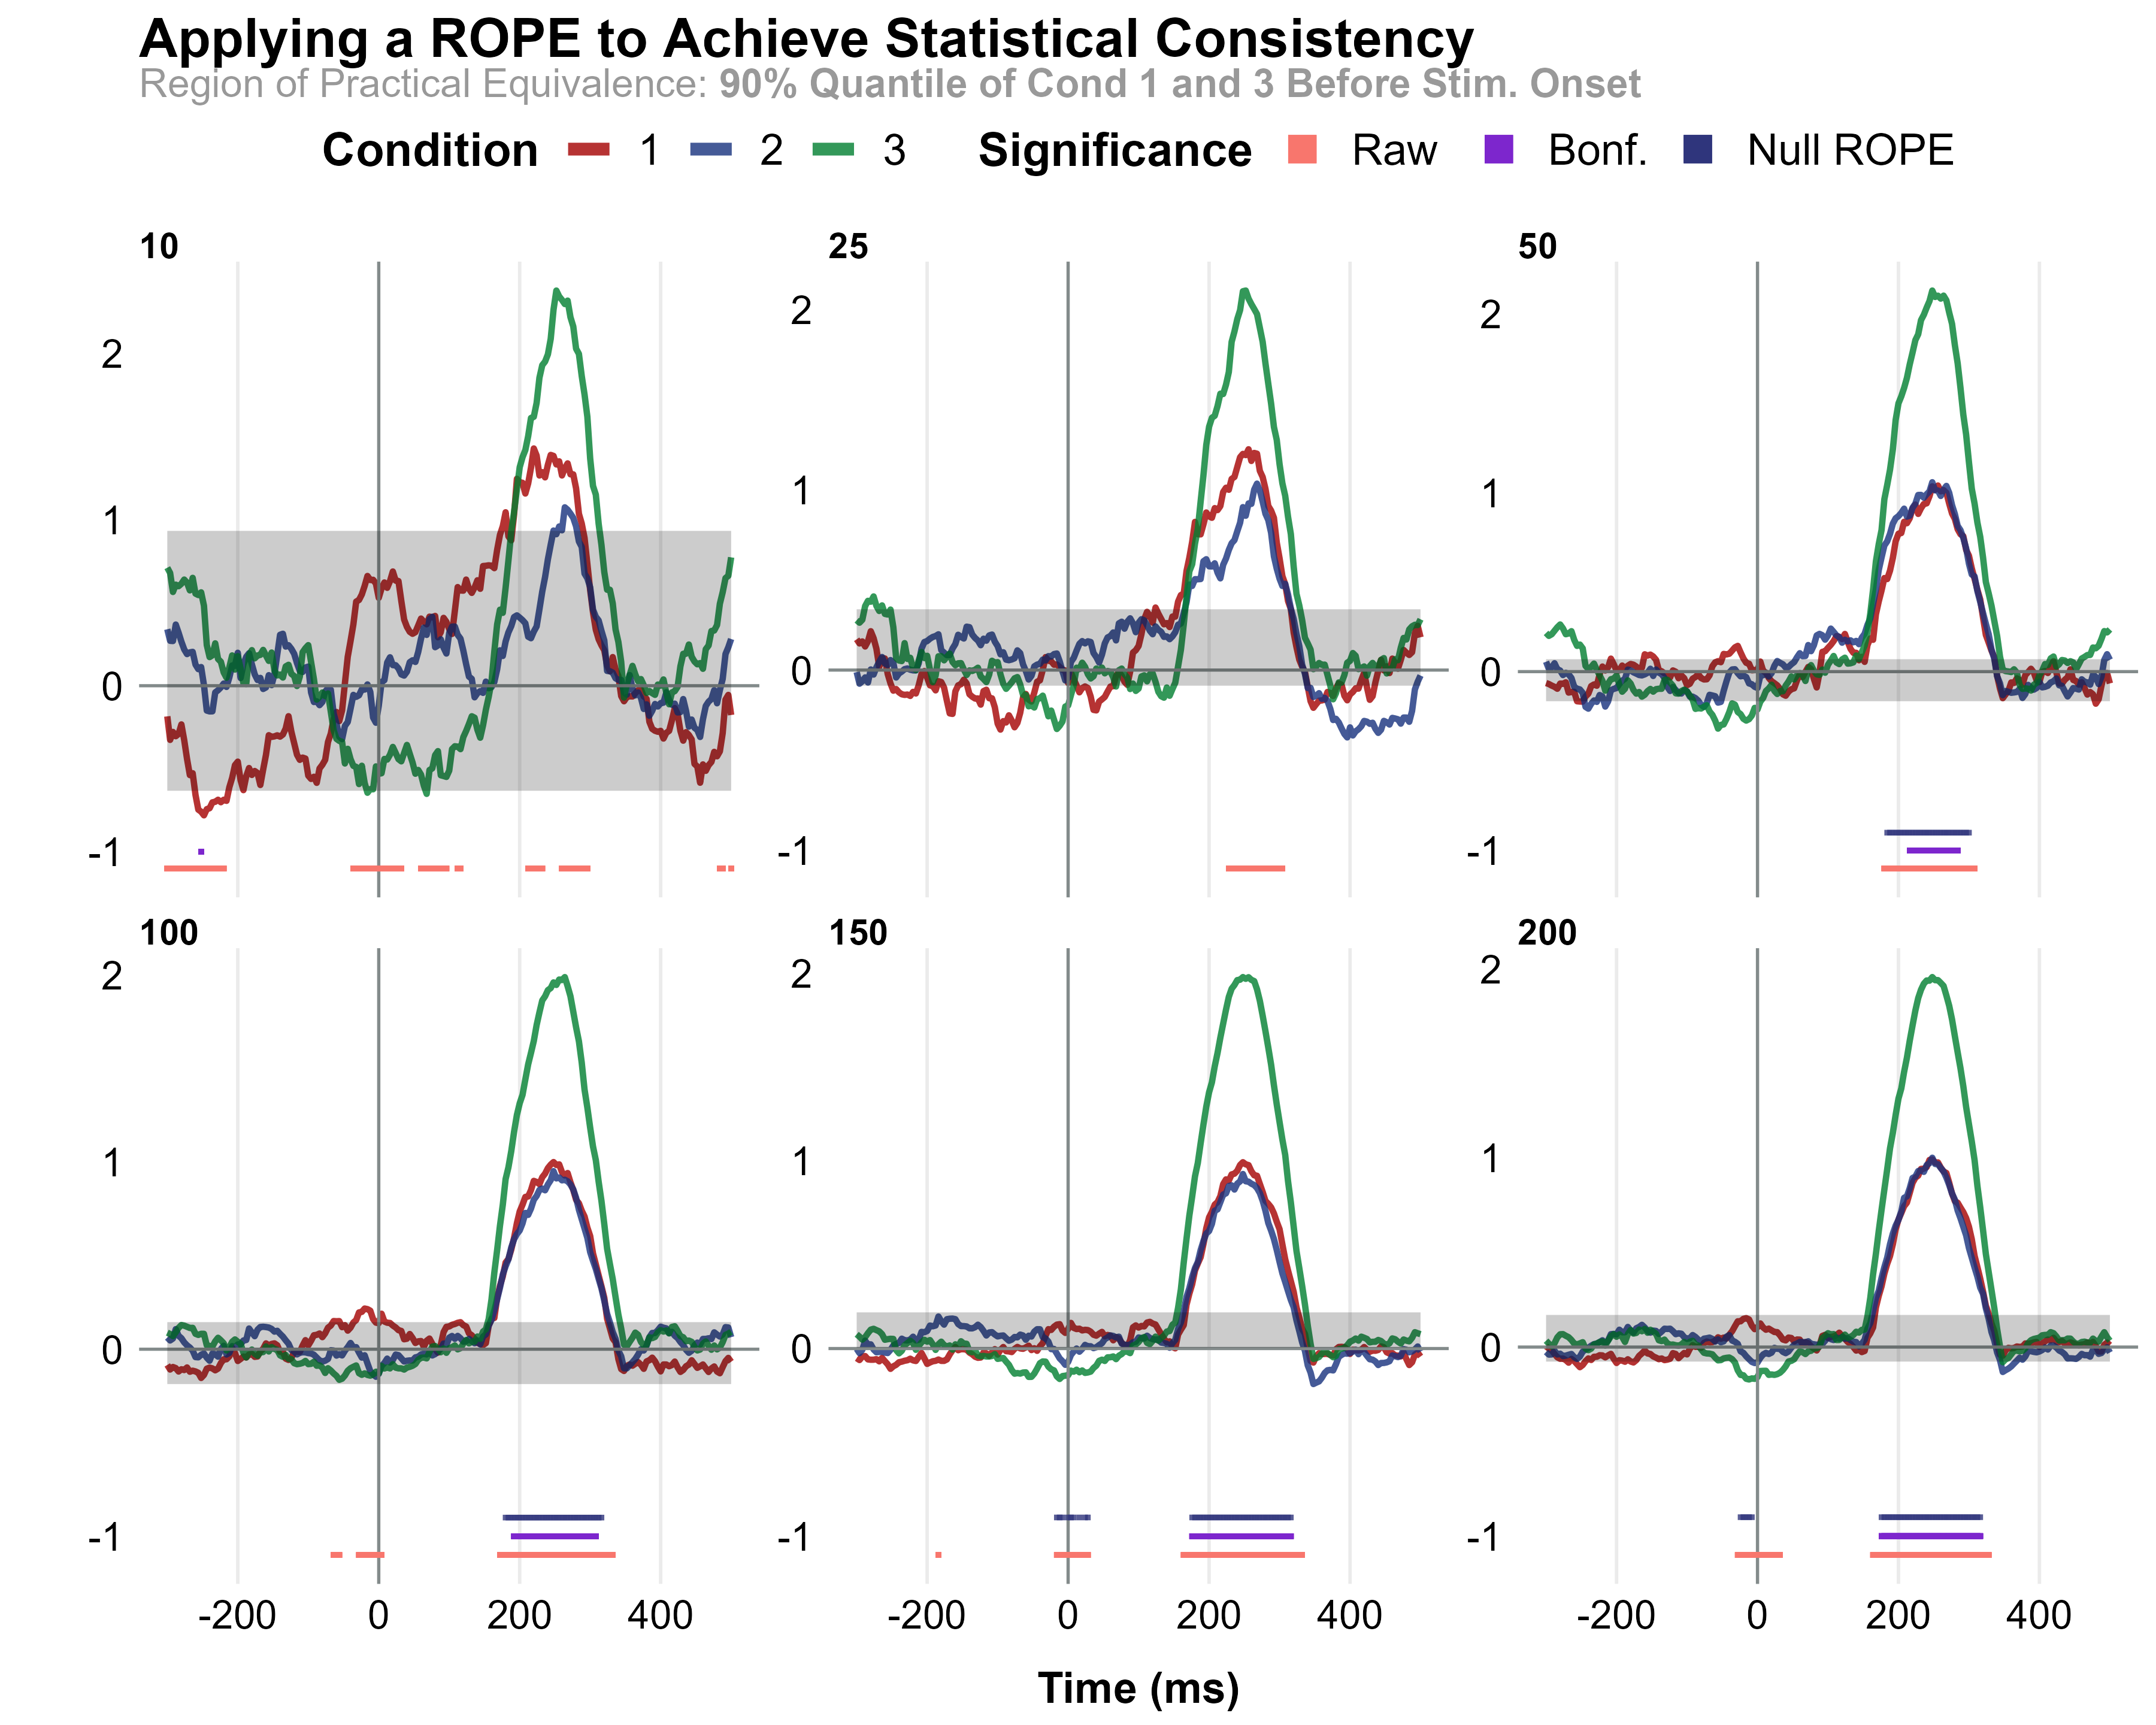 Applying a ROPE to Achieve Statistical Consistency
Region of Practical Equivalence: 90% Quantile of Cond 1 and 3 Before Stim. Onset
Condition 1 2 3 Significance Raw Bonf. Null ROPE
10 25 50
2 2 2
1 1 1
0 0 0
-1 -1 -1
100 150 200
2 2 2
1 1 1
0 0 0
-1 -1 -1
-200 0 200 400 -200 0 200 400 -200 0 200 400
Time (ms)